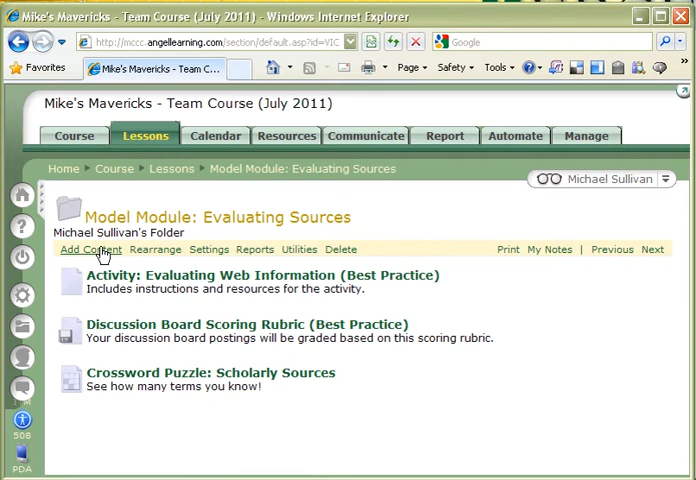 Mike's Mavericks - Team Course (July 2011) - Windows Internet Explorer
http://mccc.angellearning.com/section/default.asp?id=VIC
Google
Favorites
Mike's Mavericks - Team C...
Page
Safety
Tools
Mike's Mavericks - Team Course (July 2011)
Course
Lessons
Calendar
Resources
Communicate
Report
Automate
Manage
Home Course Lessons Model Module: Evaluating Sources
Michael Sullivan
Model Module: Evaluating Sources
Michael Sullivan's Folder
Add Content Rearrange Settings Reports Utilities Delete Print My Notes | Previous Next
Activity: Evaluating Web Information (Best Practice)
Includes instructions and resources for the activity.
Discussion Board Scoring Rubric (Best Practice)
Your discussion board postings will be graded based on this scoring rubric.
Crossword Puzzle: Scholarly Sources
See how many terms you know!
508
PDA